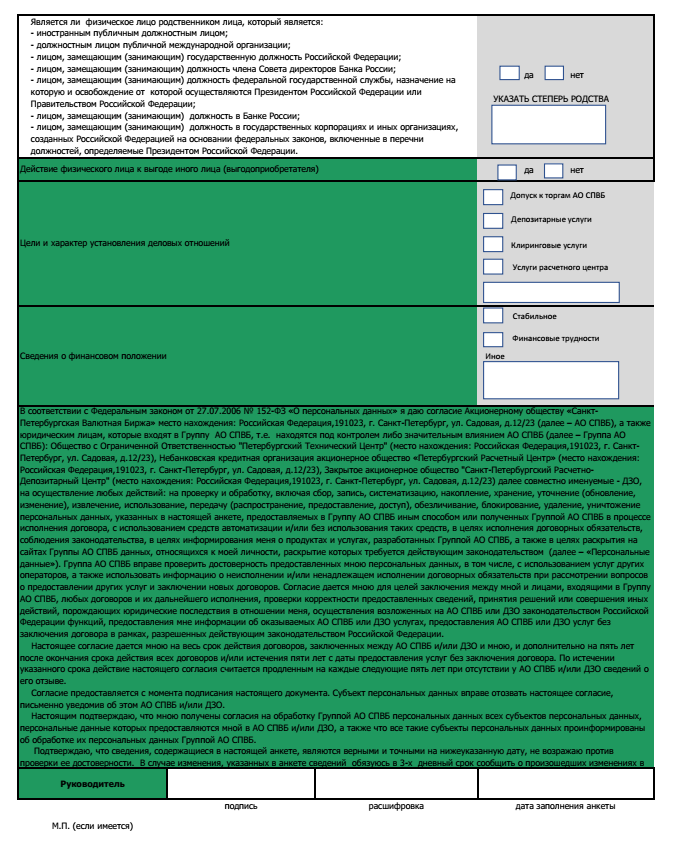 Является ли физическое лицо родственником лица, который является:
- иностранным публичным должностным лицом;
- должностным лицом публичной международной организации;
- лицом, замещающим (занимающим) государственную должность Российской Федерации;
- лицом, замещающим (занимающим) должность члена Совета директоров Банка России;
- лицом, замещающим (занимающим) должность федеральной государственной службы, назначение на
которую и освобождение от которой осуществляются Президентом Российской Федерации или
Правительством Российской Федерации;
- лицом, замещающим (занимающим) должность в Банке России;
- лицом, замещающим (занимающим) должность в государственных корпорациях и иных организациях,
созданных Российской Федерацией на основании федеральных законов, включенные в перечни
должностей, определяемые Президентом Российской Федерации.
да нет
УКАЗАТЬ СТЕПЕРЬ РОДСТВА
Действие физического лица к выгоде иного лица (выгодоприобретателя)
да нет
Цели и характер установления деловых отношений
Допуск к торгам АО СПВБ
Депозитарные услуги
Клиринговые услуги
Услуги расчетного центра
Сведения о финансовом положении
Стабильное
Финансовые трудности
Иное
В соответствии с Федеральным законом от 27.07.2006 № 152-ФЗ «О персональных данных» я даю согласие Акционерному обществу «Санкт-
Петербургская Валютная Биржа» место нахождения: Российская Федерация,191023, г. Санкт-Петербург, ул. Садовая, д.12/23 (далее – АО СПВБ), а также
юридическим лицам, которые входят в Группу АО СПВБ, т.е. находятся под контролем либо значительным влиянием АО СПВБ (далее – Группа АО
СПВБ): Общество с Ограниченной Ответственностью "Петербургский Технический Центр" (место нахождения: Российская Федерация,191023, г. Санкт-
Петербург, ул. Садовая, д.12/23), Небанковская кредитная организация акционерное общество «Петербургский Расчетный Центр» (место нахождения:
Российская Федерация,191023, г. Санкт-Петербург, ул. Садовая, д.12/23), Закрытое акционерное общество "Санкт-Петербургский Расчетно-
Депозитарный Центр" (место нахождения: Российская Федерация,191023, г. Санкт-Петербург, ул. Садовая, д.12/23) далее совместно именуемые - ДЗО,
на осуществление любых действий: на проверку и обработку, включая сбор, запись, систематизацию, накопление, хранение, уточнение (обновление,
изменение), извлечение, использование, передачу (распространение, предоставление, доступ), обезличивание, блокирование, удаление, уничтожение
персональных данных, указанных в настоящей анкете, предоставляемых в Группу АО СПВБ иным способом или полученных Группой АО СПВБ в процессе
исполнения договора, с использованием средств автоматизации и/или без использования таких средств, в целях исполнения договорных обязательств,
соблюдения законодательства, в целях информирования меня о продуктах и услугах, разработанных Группой АО СПВБ, а также в целях раскрытия на
сайтах Группы АО СПВБ данных, относящихся к моей личности, раскрытие которых требуется действующим законодательством (далее – «Персональные
данные»). Группа АО СПВБ вправе проверить достоверность предоставленных мною персональных данных, в том числе, с использованием услуг других
операторов, а также использовать информацию о неисполнении и/или ненадлежащем исполнении договорных обязательств при рассмотрении вопросов
о предоставлении других услуг и заключении новых договоров. Согласие дается мною для целей заключения между мной и лицами, входящими в Группу
АО СПВБ, любых договоров и их дальнейшего исполнения, проверки корректности предоставленных сведений, принятия решений или совершения иных
действий, порождающих юридические последствия в отношении меня, осуществления возложенных на АО СПВБ или ДЗО законодательством Российской
Федерации функций, предоставления мне информации об оказываемых АО СПВБ или ДЗО услугах, предоставления АО СПВБ или ДЗО услуг без
заключения договора в рамках, разрешенных действующим законодательством Российской Федерации.
Настоящее согласие дается мной на весь срок действия договоров, заключенных между АО СПВБ и/или ДЗО и мною, и дополнительно на пять лет
после окончания срока действия всех договоров и/или истечения пяти лет с даты предоставления услуг без заключения договора. По истечении
указанного срока действие настоящего согласия считается продленным на каждые следующие пять лет при отсутствии у АО СПВБ и/или ДЗО сведений о
его отзыве.
Согласие предоставляется с момента подписания настоящего документа. Субъект персональных данных вправе отозвать настоящее согласие,
письменно уведомив об этом АО СПВБ и/или ДЗО.
Настоящим подтверждаю, что мною получены согласия на обработку Группой АО СПВБ персональных данных всех субъектов персональных данных,
персональные данные которых предоставляются мной в АО СПВБ и/или ДЗО, а также что все такие субъекты персональных данных проинформированы
об обработке их персональных данных Группой АО СПВБ.
Подтверждаю, что сведения, содержащиеся в настоящей анкете, являются верными и точными на нижеуказанную дату, не возражаю против
проверки ее достоверности. В случае изменения, указанных в анкете сведений обязуюсь в 3-х дневный срок сообщить о произошедших изменениях в
Руководитель
подпись расшифровка дата заполнения анкеты
М.П. (если имеется)